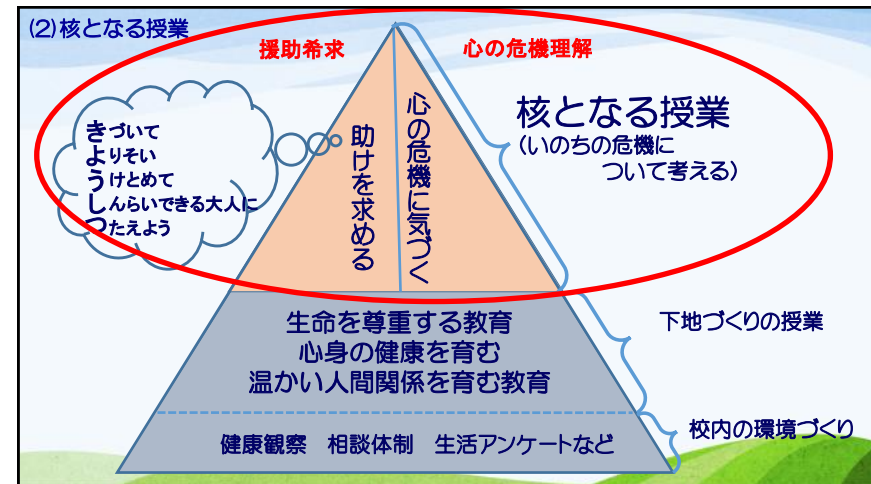 (2)核となる授業
援助希求
心の危機理解
きづいて
よりそい
うけとめて
しんらいできる大人に
つたえよう
助けを求める
心の危機に気づく
核となる授業
(いのちの危機に
ついて考える)
生命を尊重する教育
心身の健康を育む
温かい人間関係を育む教育
下地づくりの授業
健康観察 相談体制 生活アンケートなど
校内の環境づくり